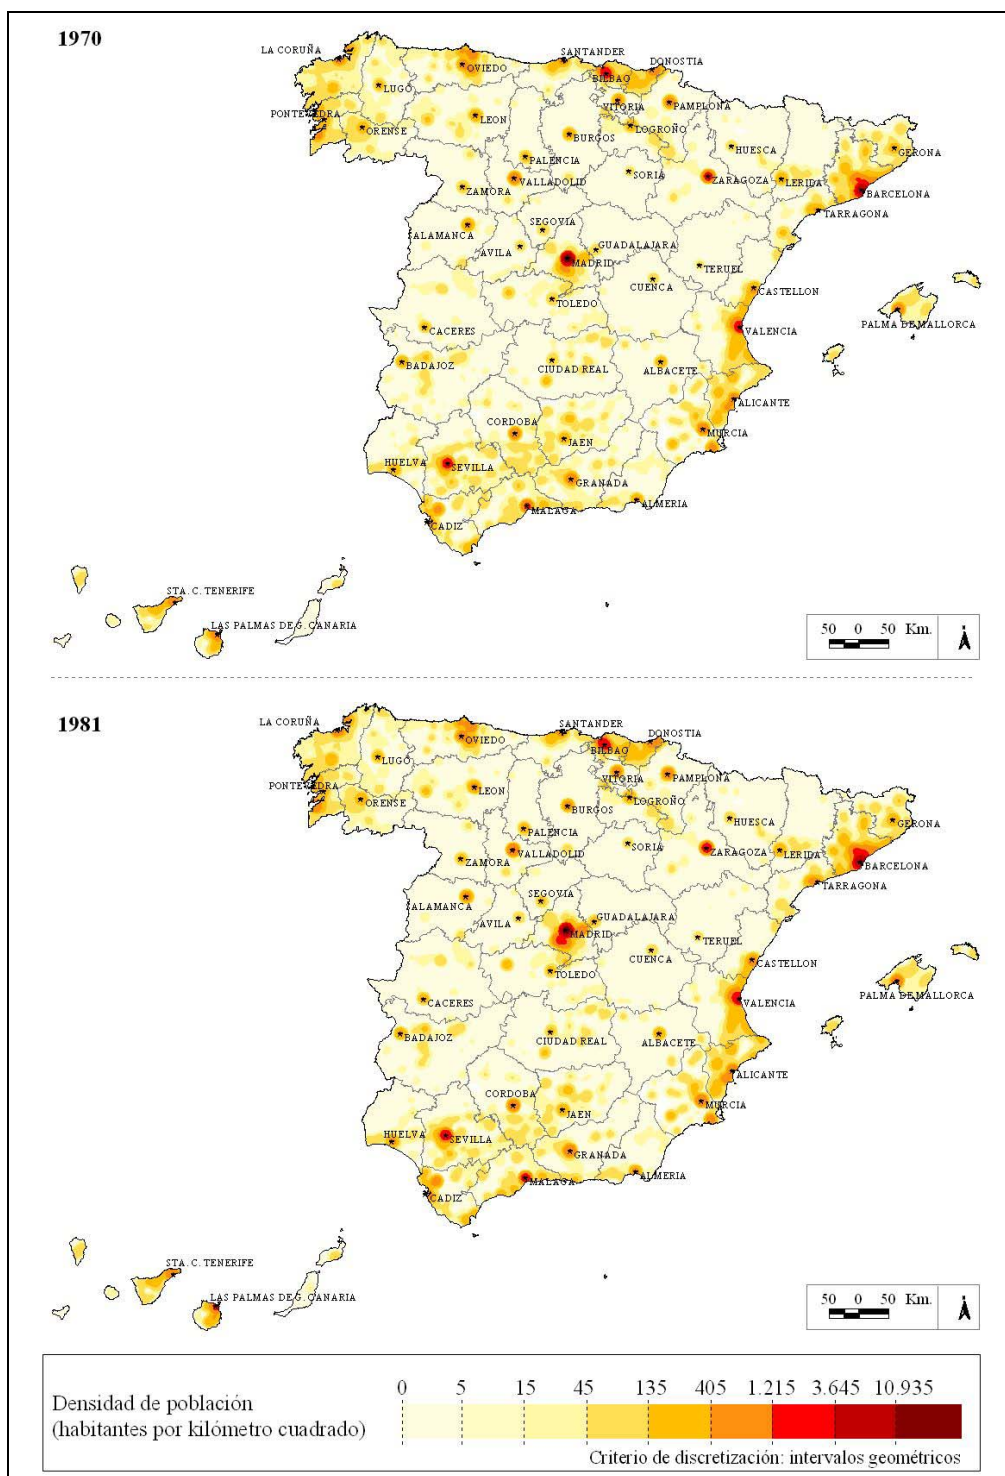 1970
LA CORUÑA
SANTANDER
OVIEDO
DONOSTIA
BILBAO
LUGO
VITORIA
PAMPLONA
PONTEVEDRA
LEON
ORENSE
LOGROÑO
BURGOS
HUESCA
GERONA
PALENCIA
SORIA
VALLADOLID
ZARAGOZA
LERIDA
ZAMORA
BARCELONA
TARRAGONA
SEGOVIA
SALAMANCA
AVILA
GUADALAJARA
MADRID
TERUEL
CUENCA
CASTELLON
TOLEDO
PALMA DE MALLORCA
CACERES
VALENCIA
BADAJOZ
CIUDAD REAL
ALBACETE
ALICANTE
CORDOBA
MURCIA
JAEN
HUELVA
SEVILLA
GRANADA
ALMERIA
MALAGA
CADIZ
STA. C. TENERIFE
LAS PALMAS DE G. CANARIA
50 0 50 Km.
1981
LA CORUÑA
SANTANDER
OVIEDO
DONOSTIA
BILBAO
LUGO
VITORIA
PAMPLONA
PONTEVEDRA
LEON
ORENSE
LOGROÑO
BURGOS
HUESCA
GERONA
PALENCIA
SORIA
VALLADOLID
ZARAGOZA
LERIDA
ZAMORA
BARCELONA
TARRAGONA
SEGOVIA
SALAMANCA
AVILA
GUADALAJARA
MADRID
TERUEL
CUENCA
CASTELLON
TOLEDO
PALMA DE MALLORCA
CACERES
VALENCIA
BADAJOZ
CIUDAD REAL
ALBACETE
ALICANTE
CORDOBA
MURCIA
JAEN
HUELVA
SEVILLA
GRANADA
ALMERIA
MALAGA
CADIZ
STA. C. TENERIFE
LAS PALMAS DE G. CANARIA
50 0 50 Km.
0 5 15 45 135 405 1.215 3.645 10.935
Densidad de población
(habitantes por kilómetro cuadrado)
Criterio de discretización: intervalos geométricos